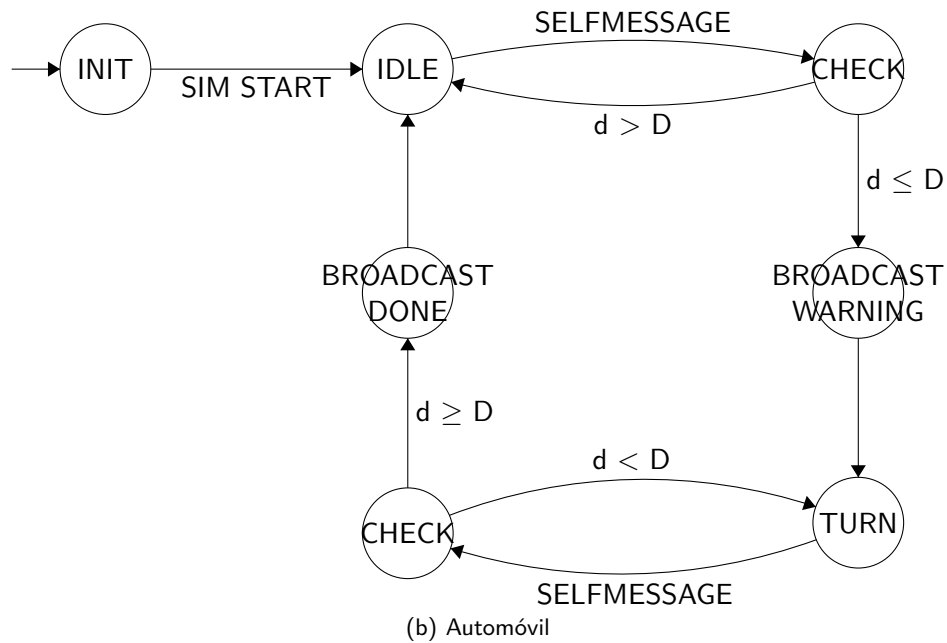 SELFMESSAGE
INIT
IDLE
CHECK
SIM START
d > D
d ≤ D
BROADCAST
DONE
BROADCAST
WARNING
d ≥ D
d < D
CHECK
TURN
SELFMESSAGE
(b) Automóvil